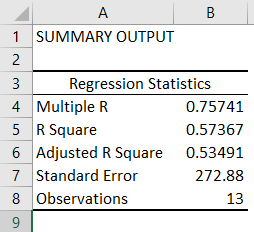 A B
1 SUMMARY OUTPUT
2
3 Regression Statistics
4 Multiple R 0.75741
5 R Square 0.57367
6 Adjusted R Square 0.53491
7 Standard Error 272.88
8 Observations 13
9